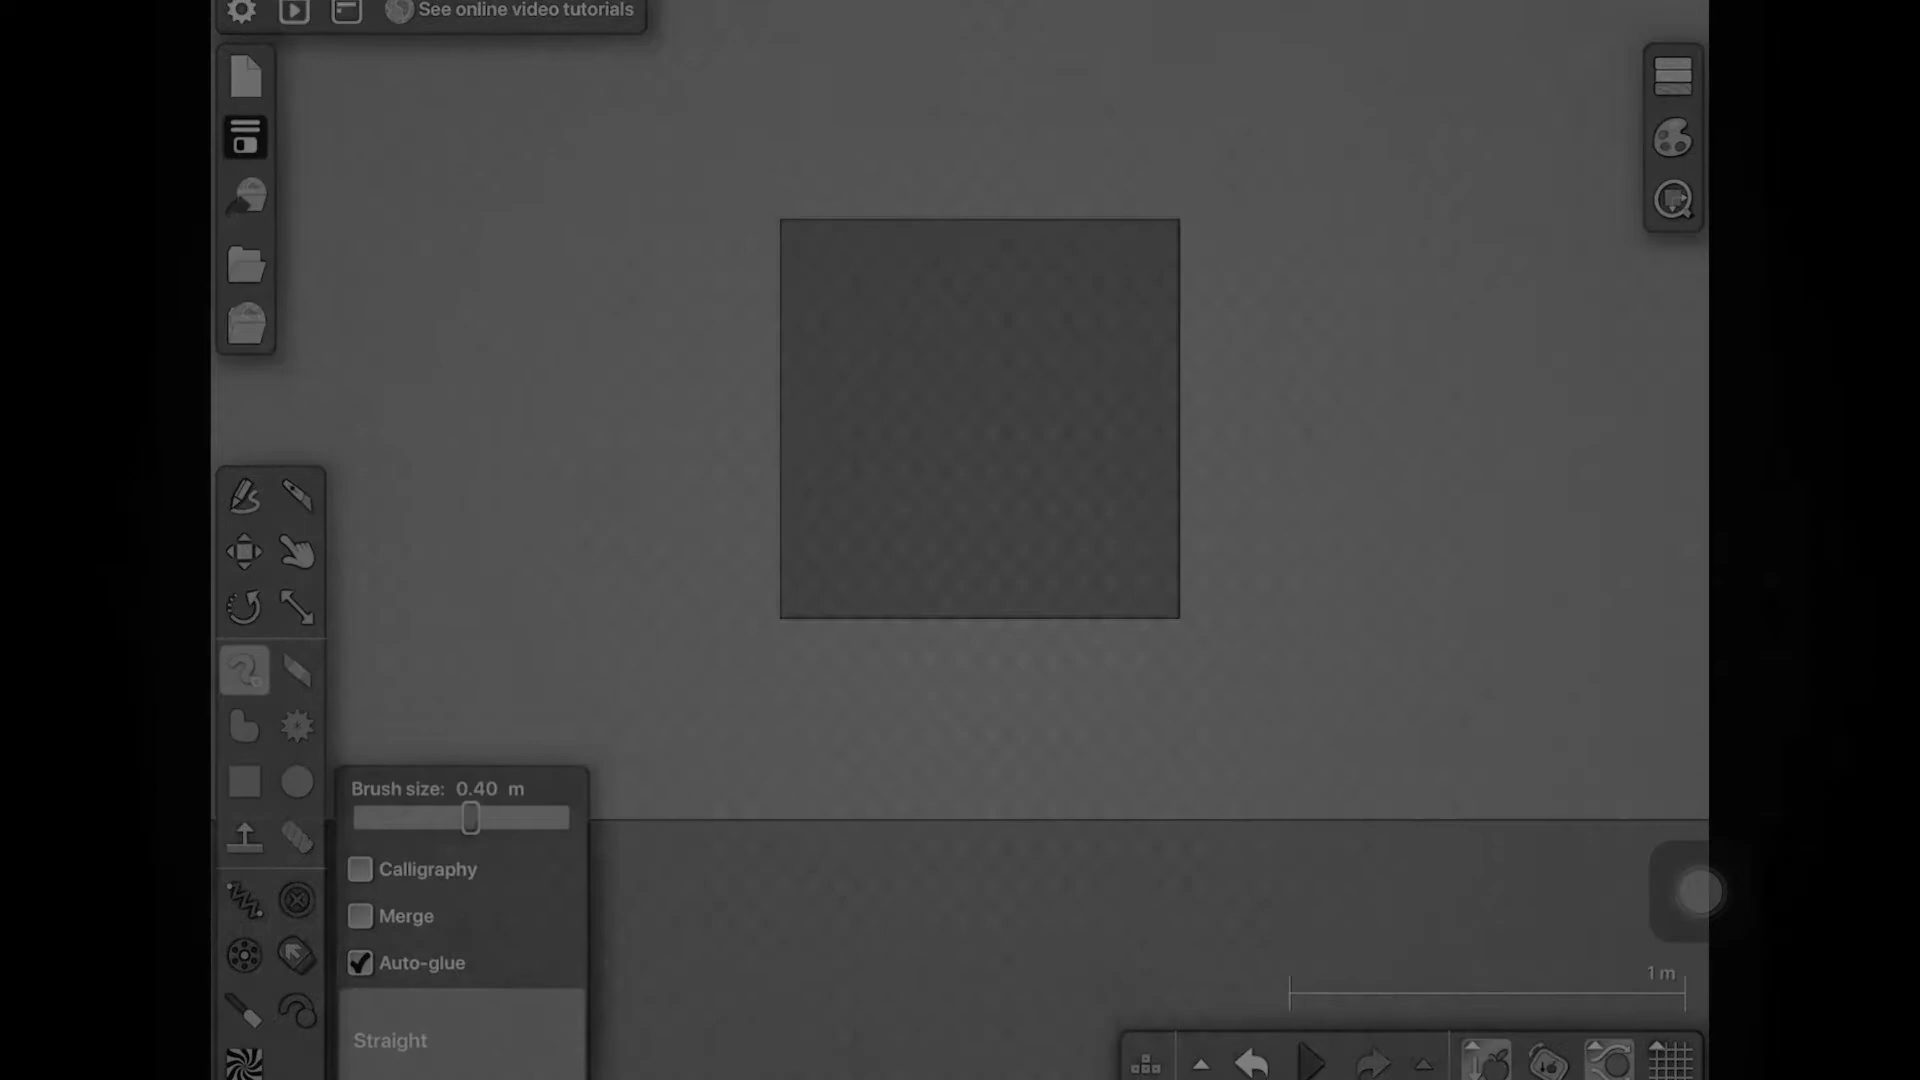 See online video tutorials
Brush size: 0.40 m
Calligraphy
Merge
Auto-glue
1 m
Straight